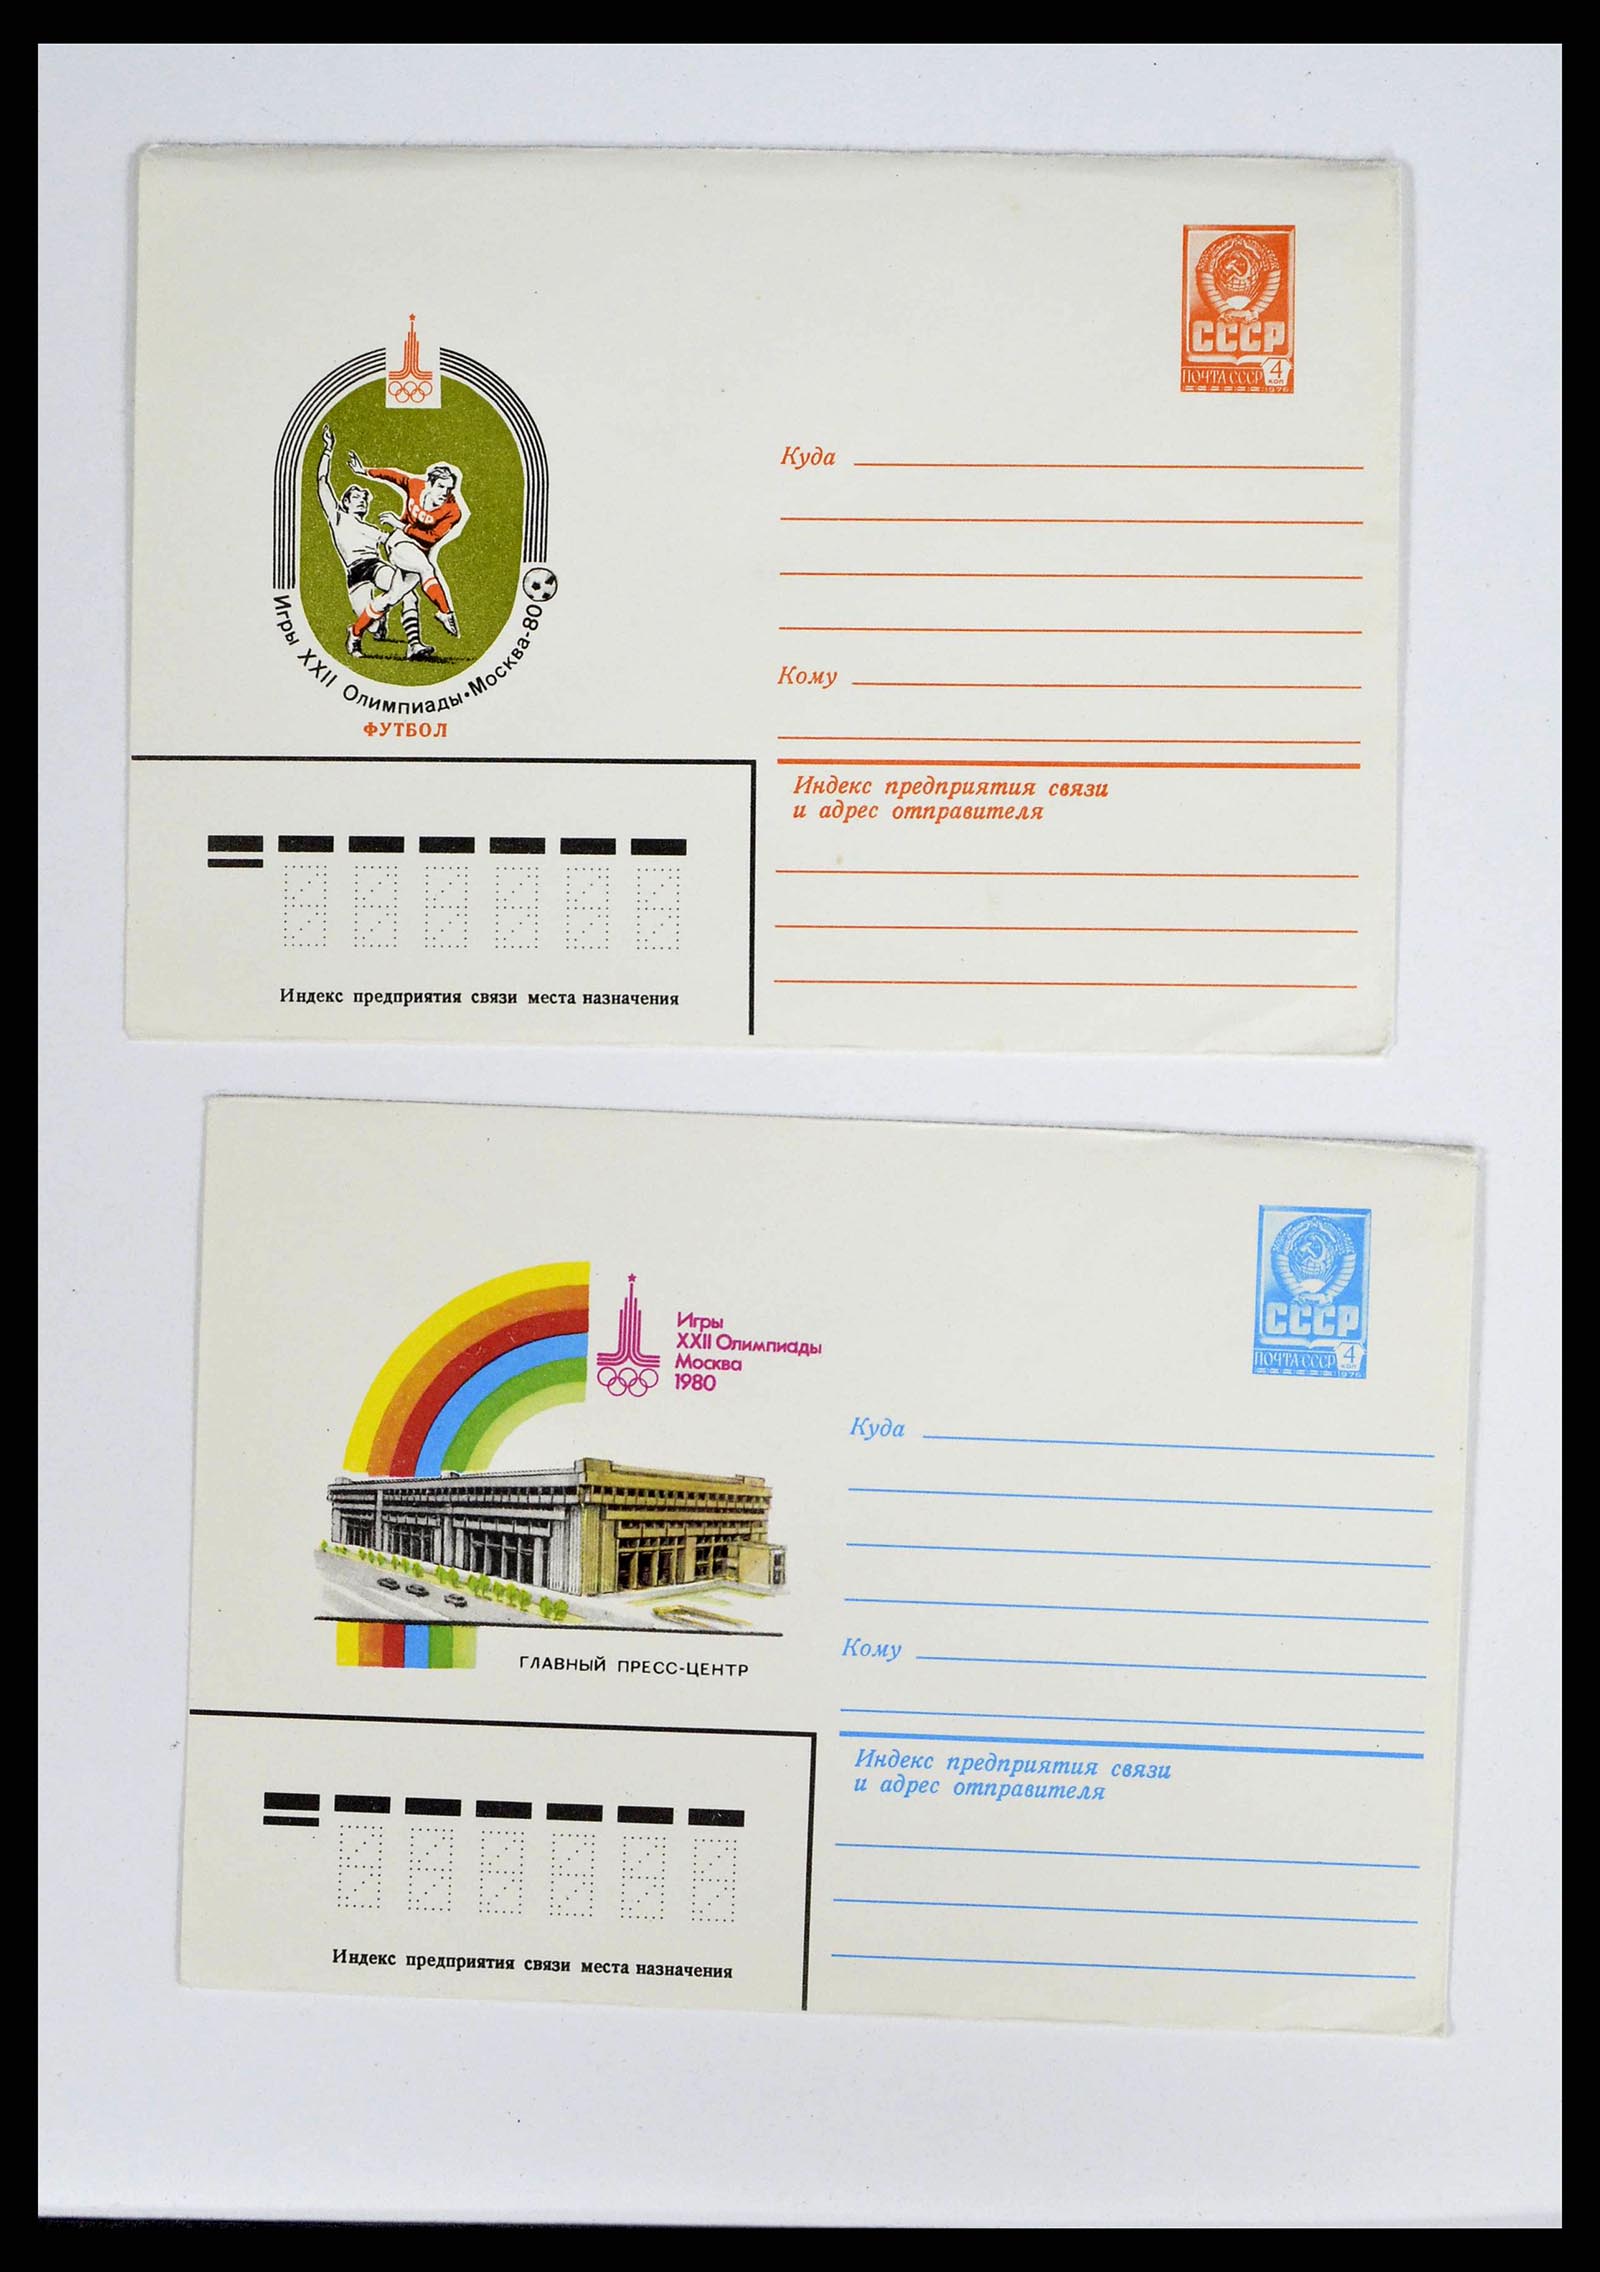 СССР
ПОЧТА СССР 4
коп
1976
СССР
Игры XXII Олимпиады • Москва-80
ФУТБОЛ
Куда
Кому
Индекс предприятия связи
и адрес отправителя
Индекс предприятия связи места назначения
СССР
ПОЧТА СССР 4
коп
1976
Игры
XXII Олимпиады
Москва
1980
ГЛАВНЫЙ ПРЕСС-ЦЕНТР
Куда
Кому
Индекс предприятия связи
и адрес отправителя
Индекс предприятия связи места назначения